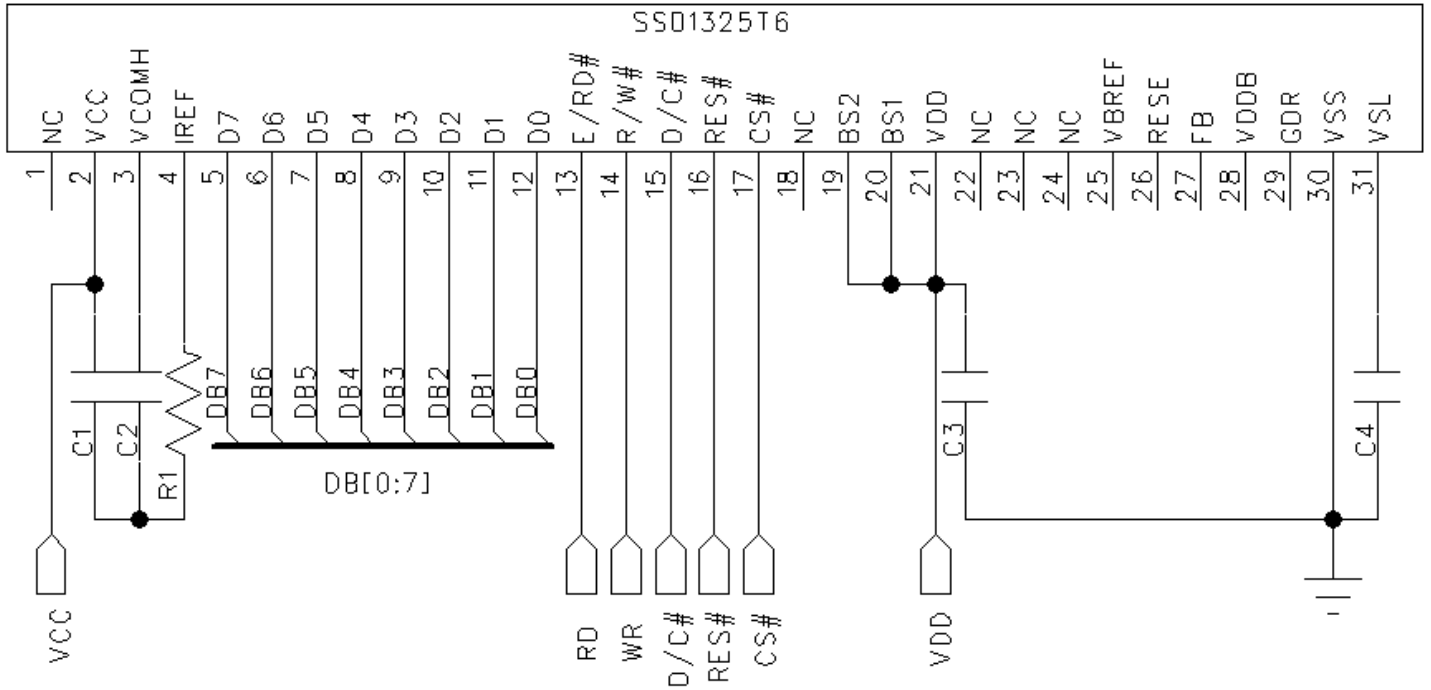 SSD1325T6
NC
VCC
VCOMH
IREF
D7
D6
D5
D4
D3
D2
D1
D0
E/RD#
R/W#
D/C#
RES#
CS#
NC
BS2
BS1
VDD
NC
NC
NC
VBREF
RESE
FB
VDDB
GDR
VSS
VSL
1
2
3
4
5
6
7
8
9
10
11
12
13
14
15
16
17
18
19
20
21
22
23
24
25
26
27
28
29
30
31
DB7
DB6
DB5
DB4
DB3
DB2
DB1
DB0
C1
C2
R1
C3
C4
DB[0:7]
VCC
RD
WR
D/C#
RES#
CS#
VDD